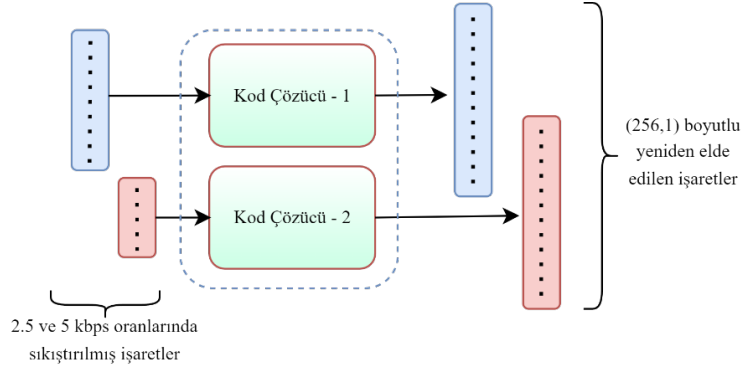 Kod Çözücü - 1
Kod Çözücü - 2
(256,1) boyutlu
yeniden elde
edilen işaretler
2.5 ve 5 kbps oranlarında
sıkıştırılmış işaretler